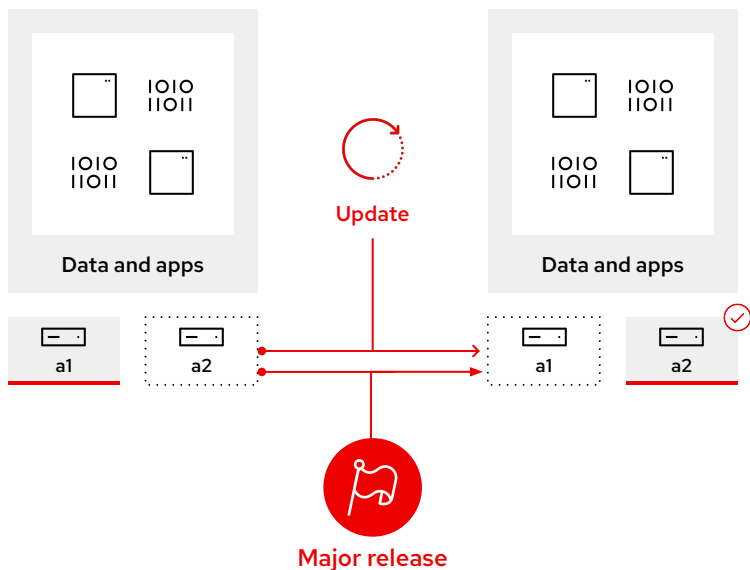 1010
11011
1010
11011
Data and apps
a1
a2
Update
Major release
1010
11011
1010
11011
Data and apps
a1
a2